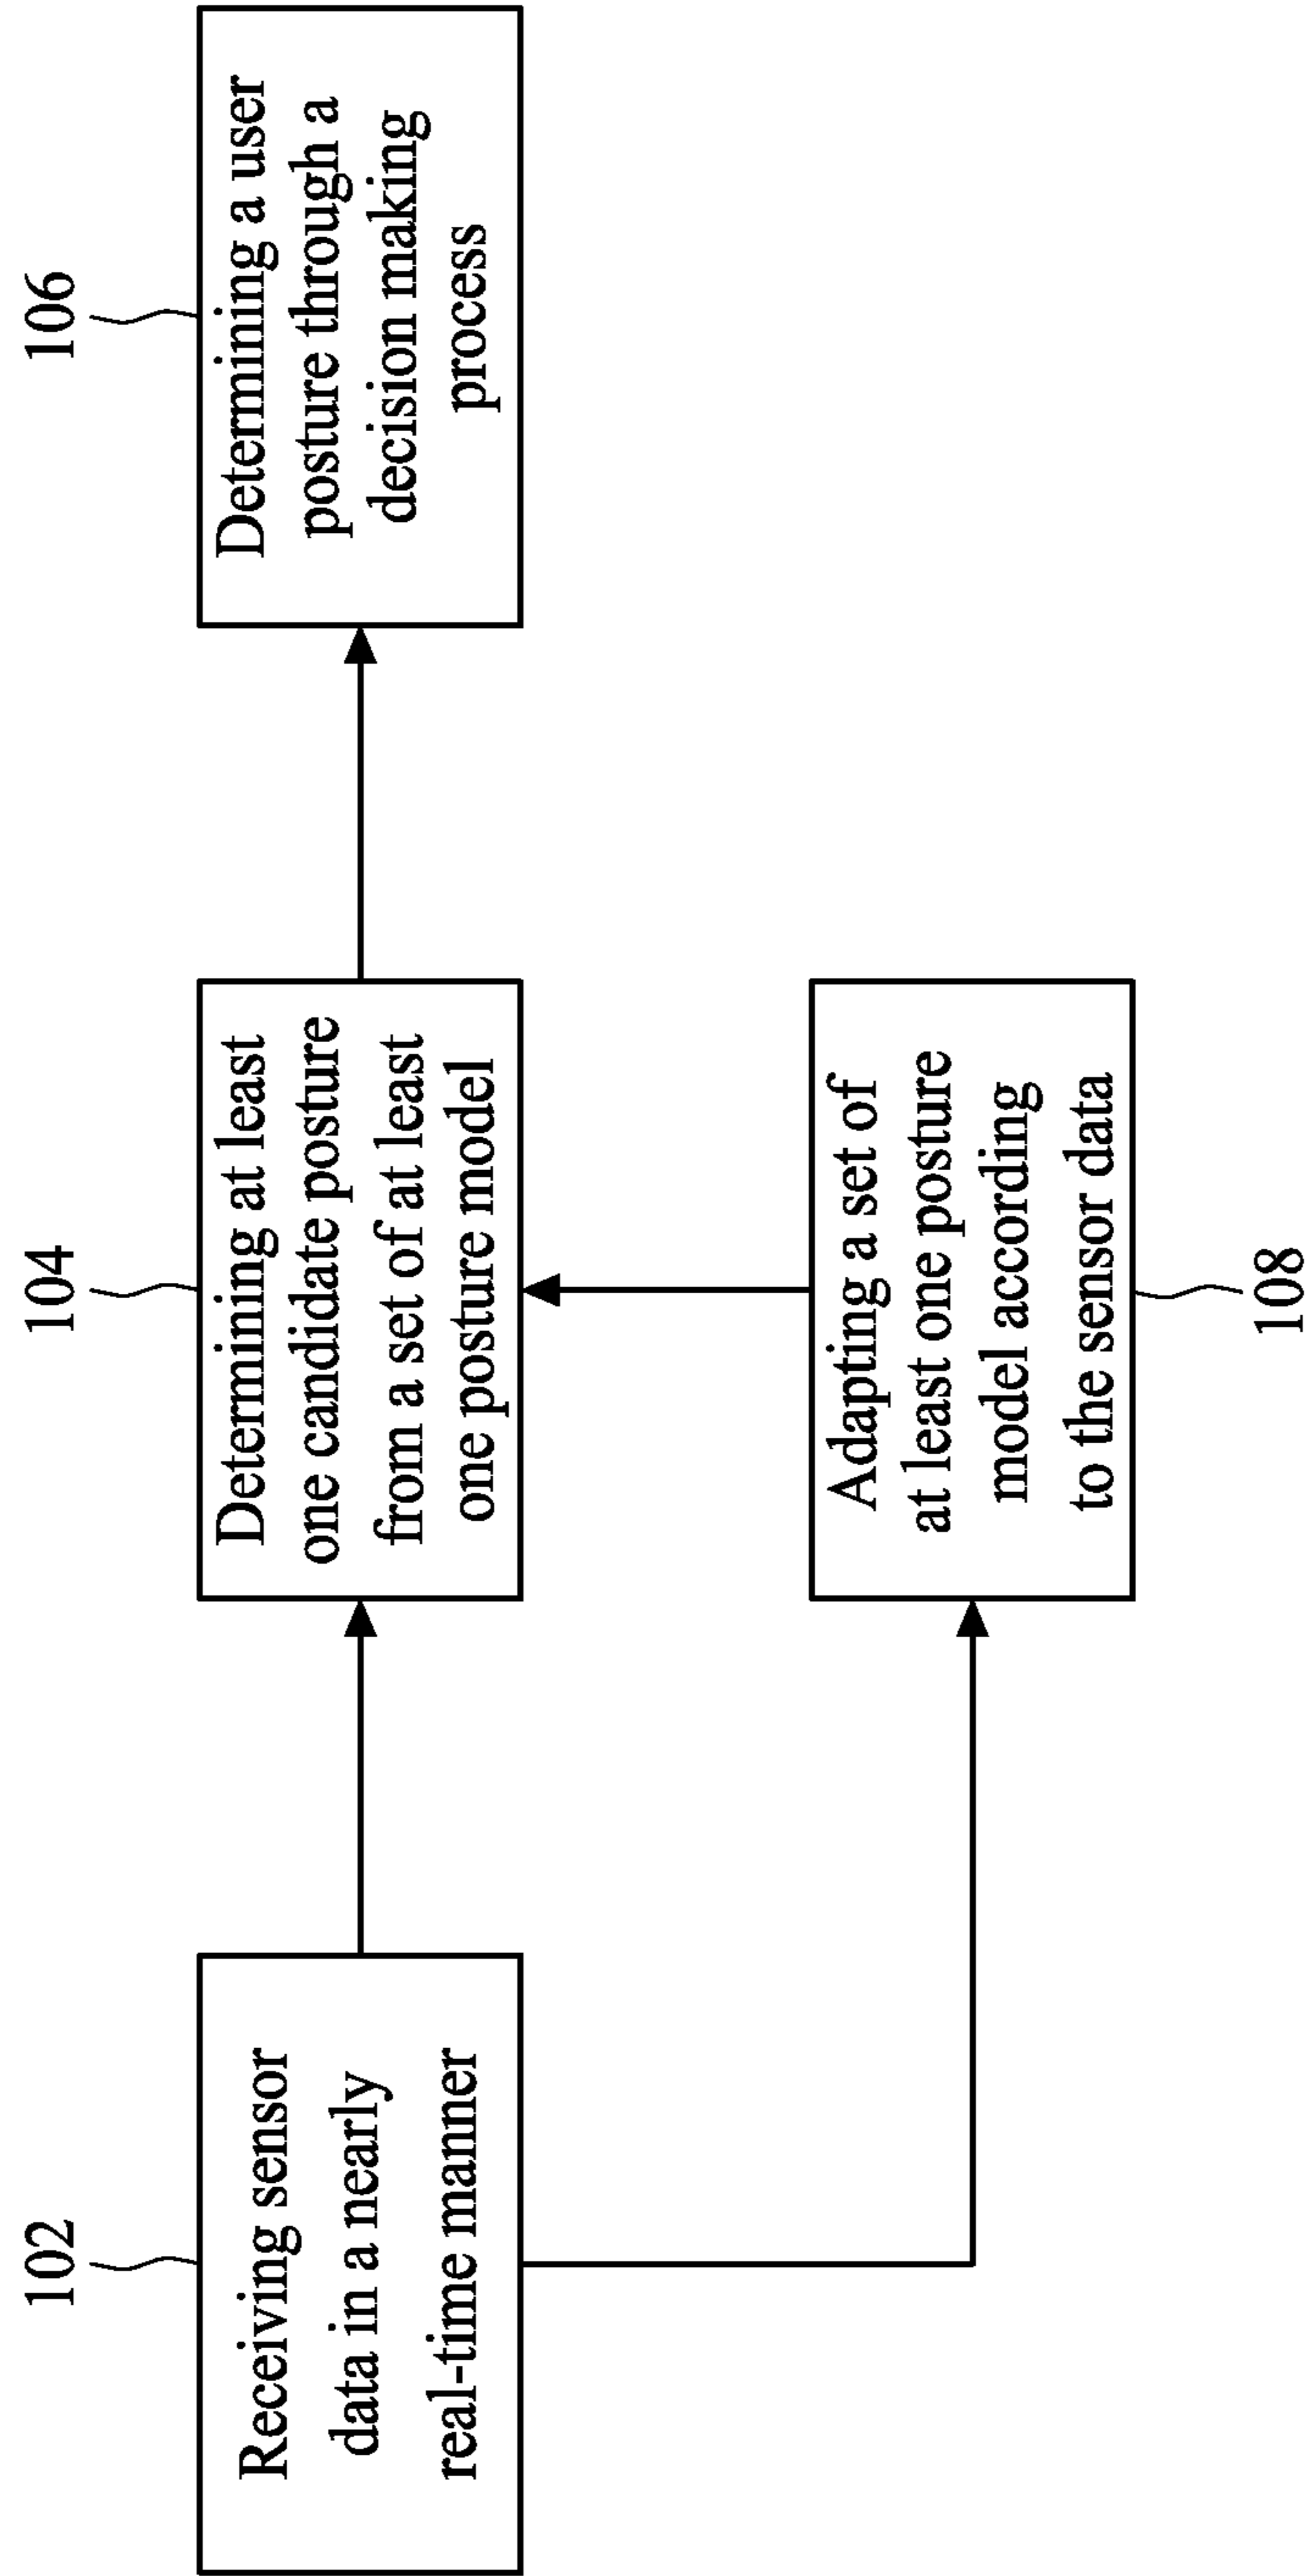 102
Receiving sensor
data in a nearly
real-time manner
104
Determining at least
one candidate posture
from a set of at least
one posture model
106
Determining a user
posture through a
decision making
process
Adapting a set of
at least one posture
model according
to the sensor data
108